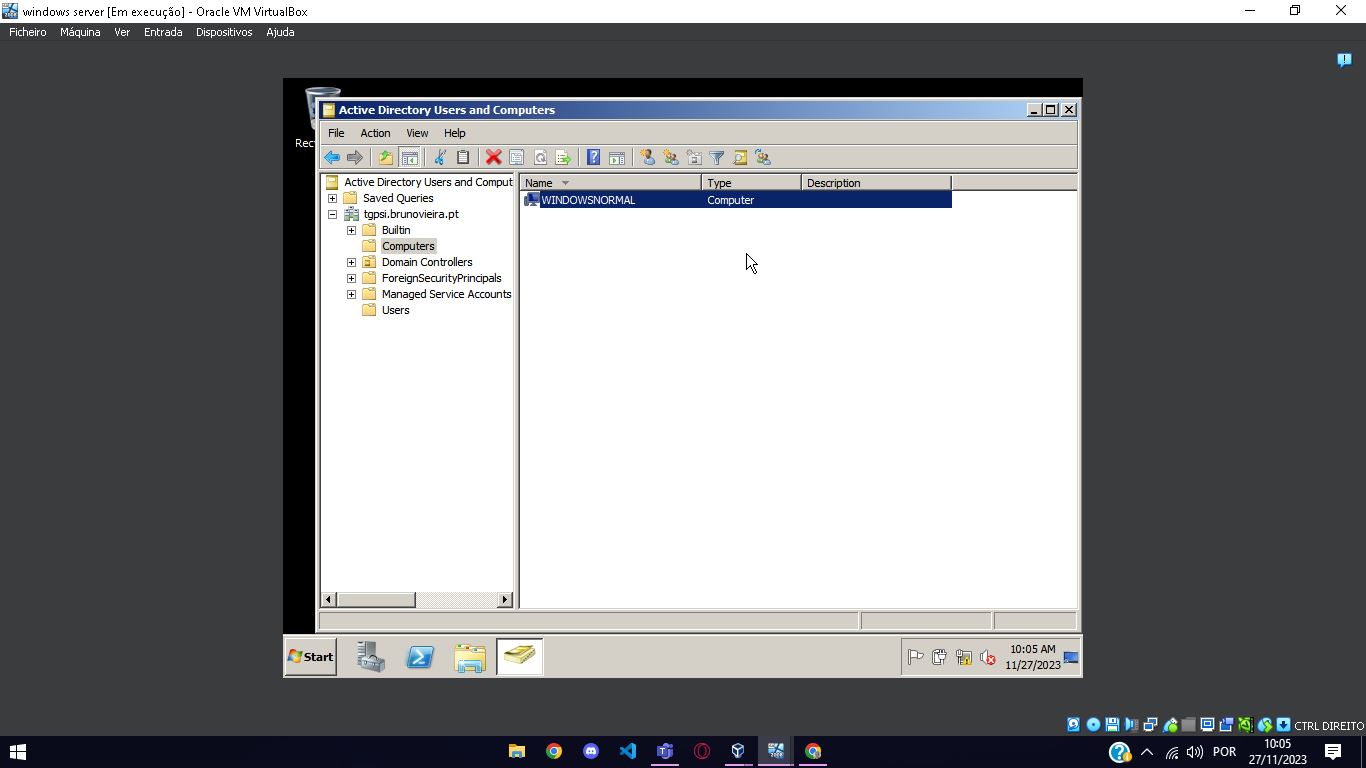 windows server [Em execução] - Oracle VM VirtualBox
Ficheiro Máquina Ver Entrada Dispositivos Ajuda
Active Directory Users and Computers
File Action View Help
Active Directory Users and Comput
Saved Queries
tgpsi.brunovieira.pt
Builtin
Computers
Domain Controllers
ForeignSecurityPrincipals
Managed Service Accounts
Users
Name Type Description
WINDOWSNORMAL Computer
Rec
Start
10:05 AM
11/27/2023
CTRL DIREITO
POR
10:05
27/11/2023